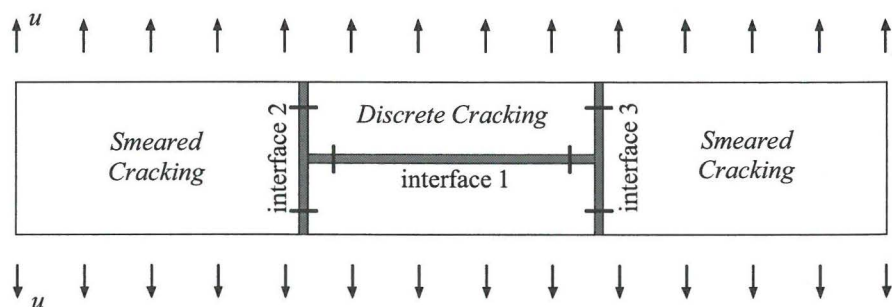 u
Smeared
Cracking
interface 2
Discrete Cracking
interface 1
interface 3
Smeared
Cracking
u